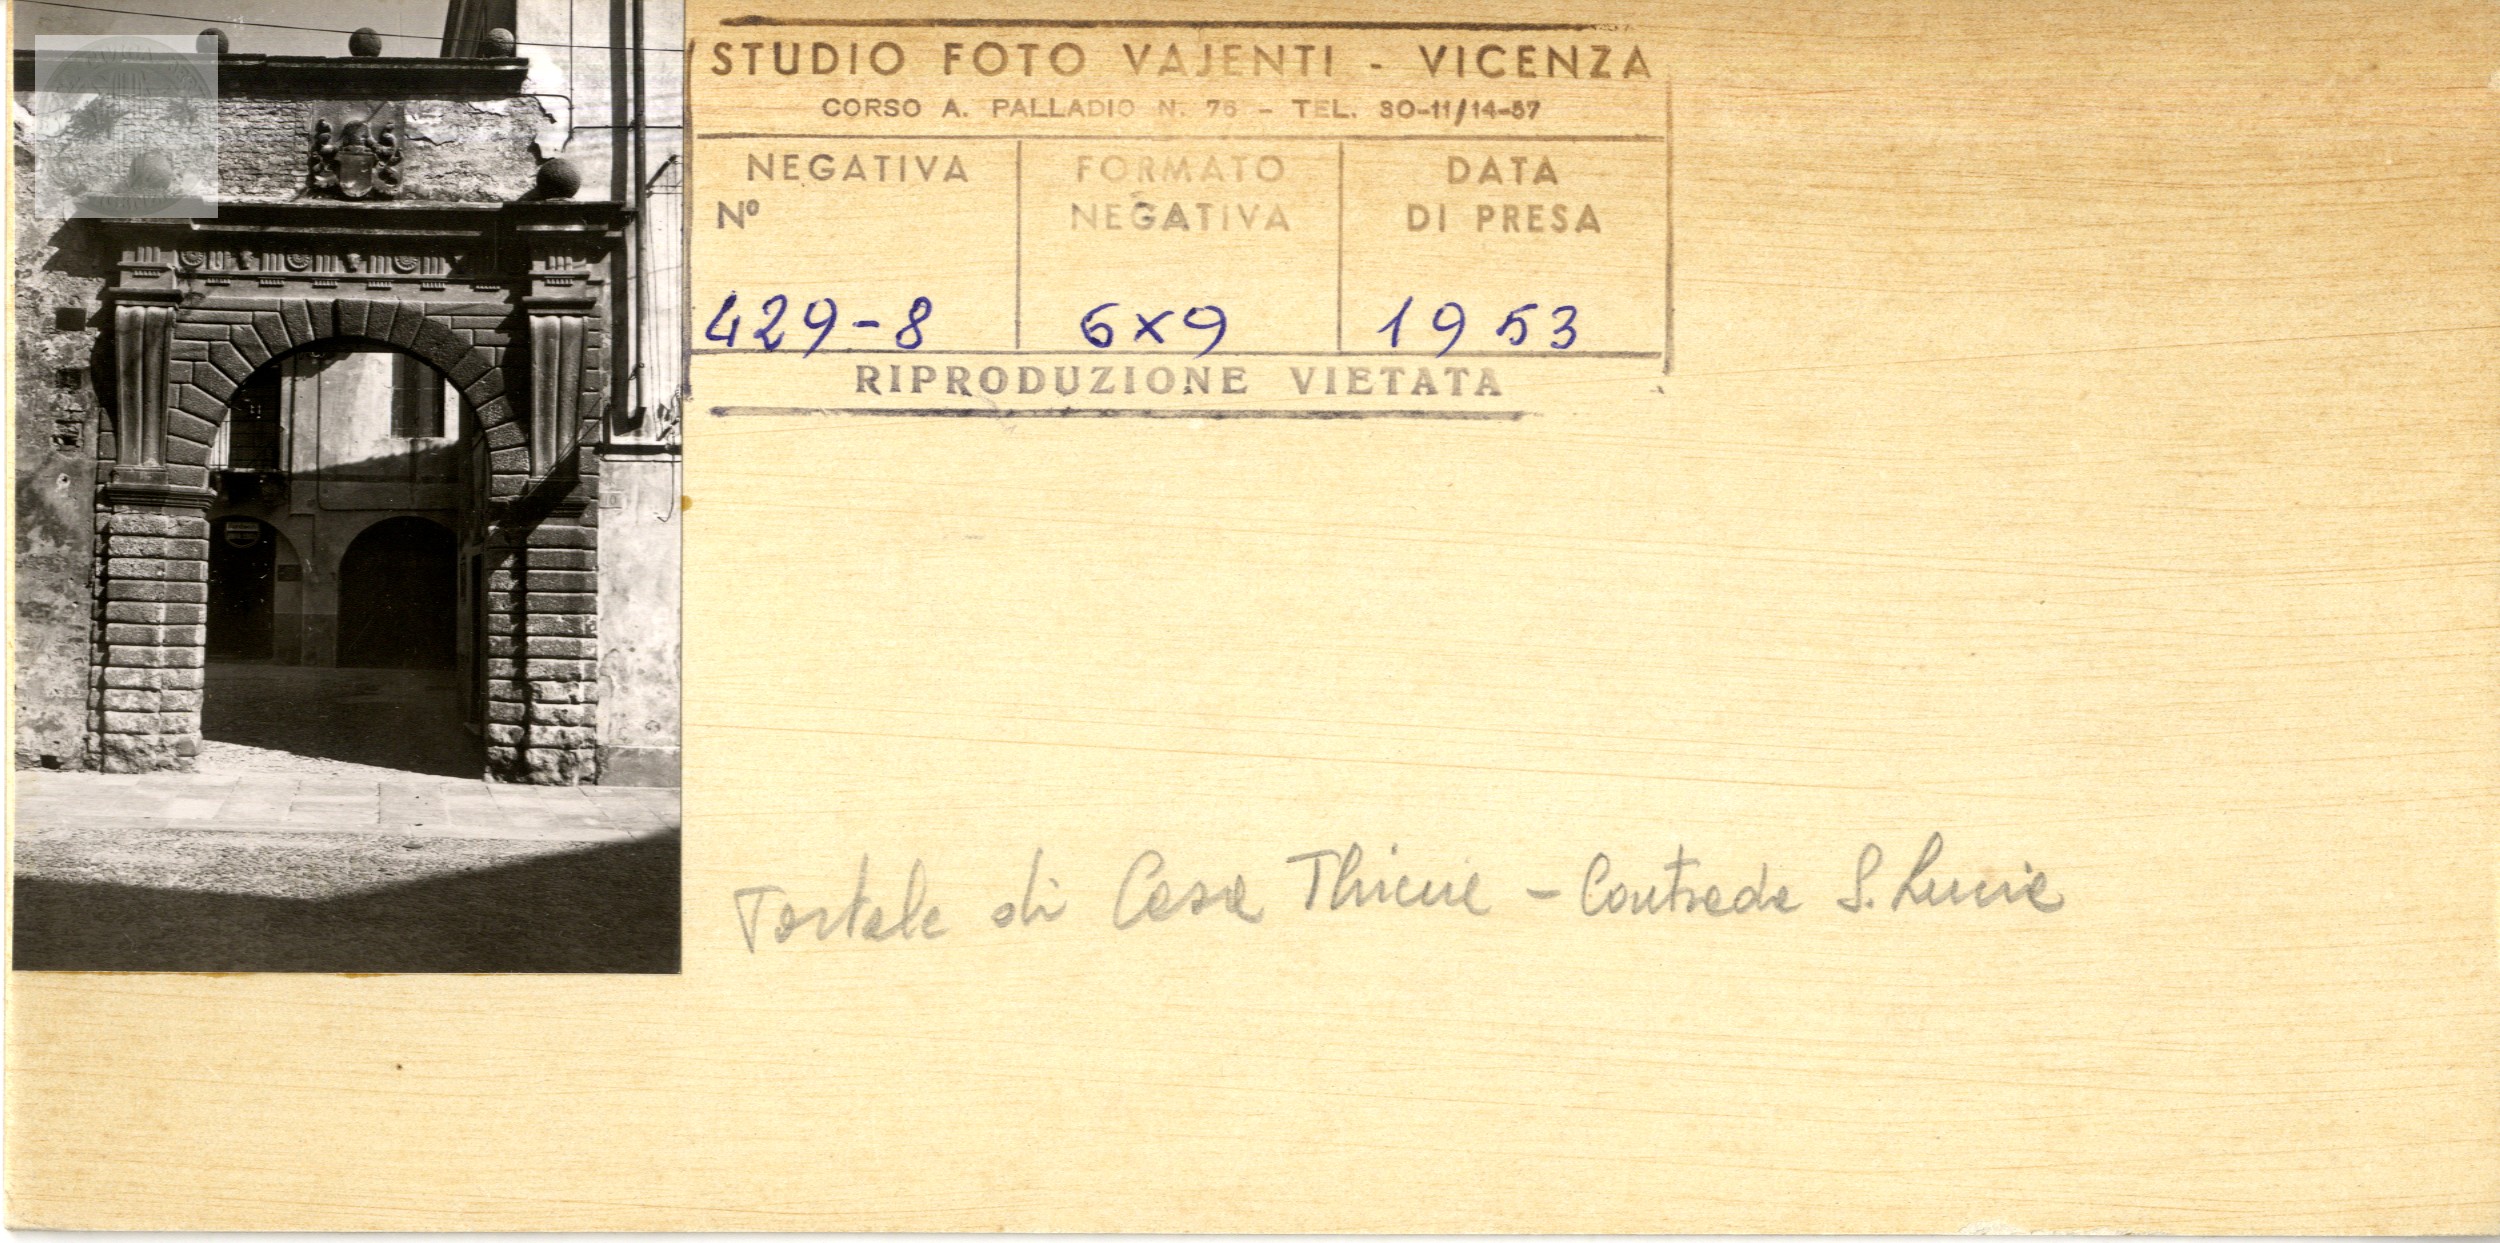 STUDIO FOTO VAJENTI - VICENZA
CORSO A. PALLADIO N. 76 - TEL. 30-11/14-57
NEGATIVA Nº
FORMATO NEGATIVA
DATA DI PRESA
429-8
6x9
1953
RIPRODUZIONE VIETATA
Portale di Casa Thiene - Contrada S. Lucia